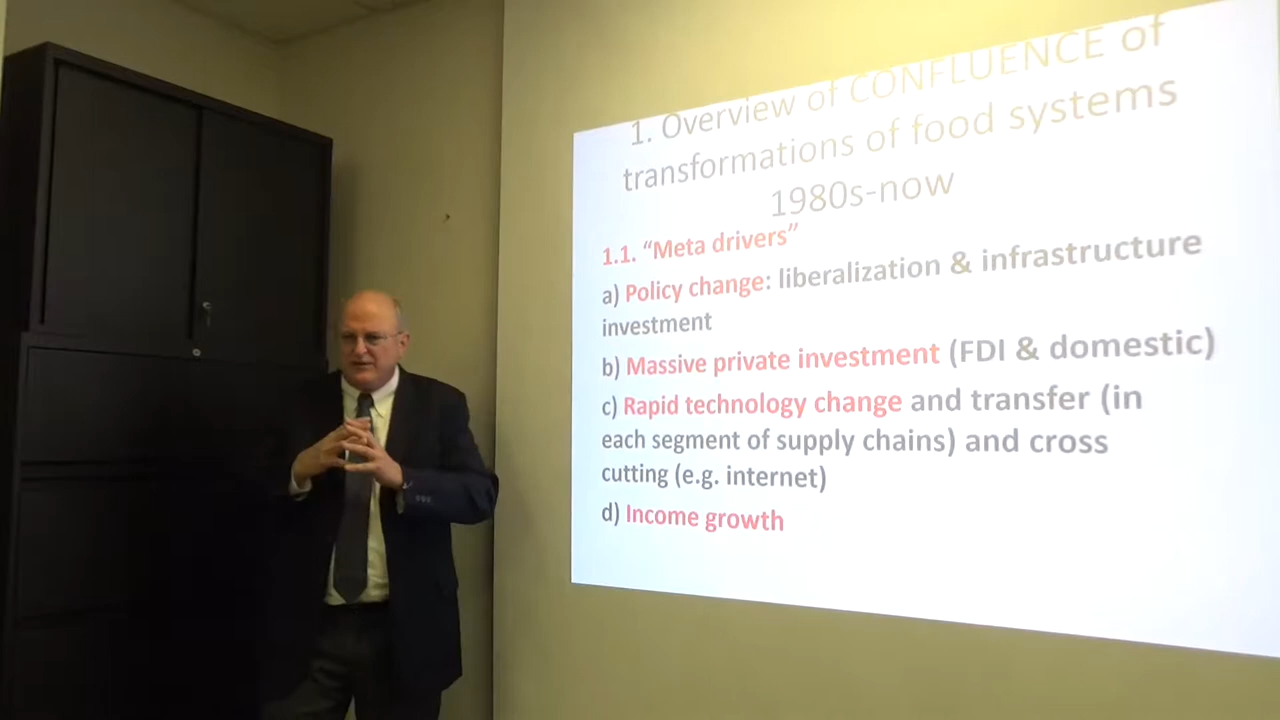 1. Overview of CONFLUENCE of
transformations of food systems
1980s-now
1.1. “Meta drivers”
a) Policy change: liberalization & infrastructure
investment
b) Massive private investment (FDI & domestic)
c) Rapid technology change and transfer (in
each segment of supply chains) and cross
cutting (e.g. internet)
d) Income growth